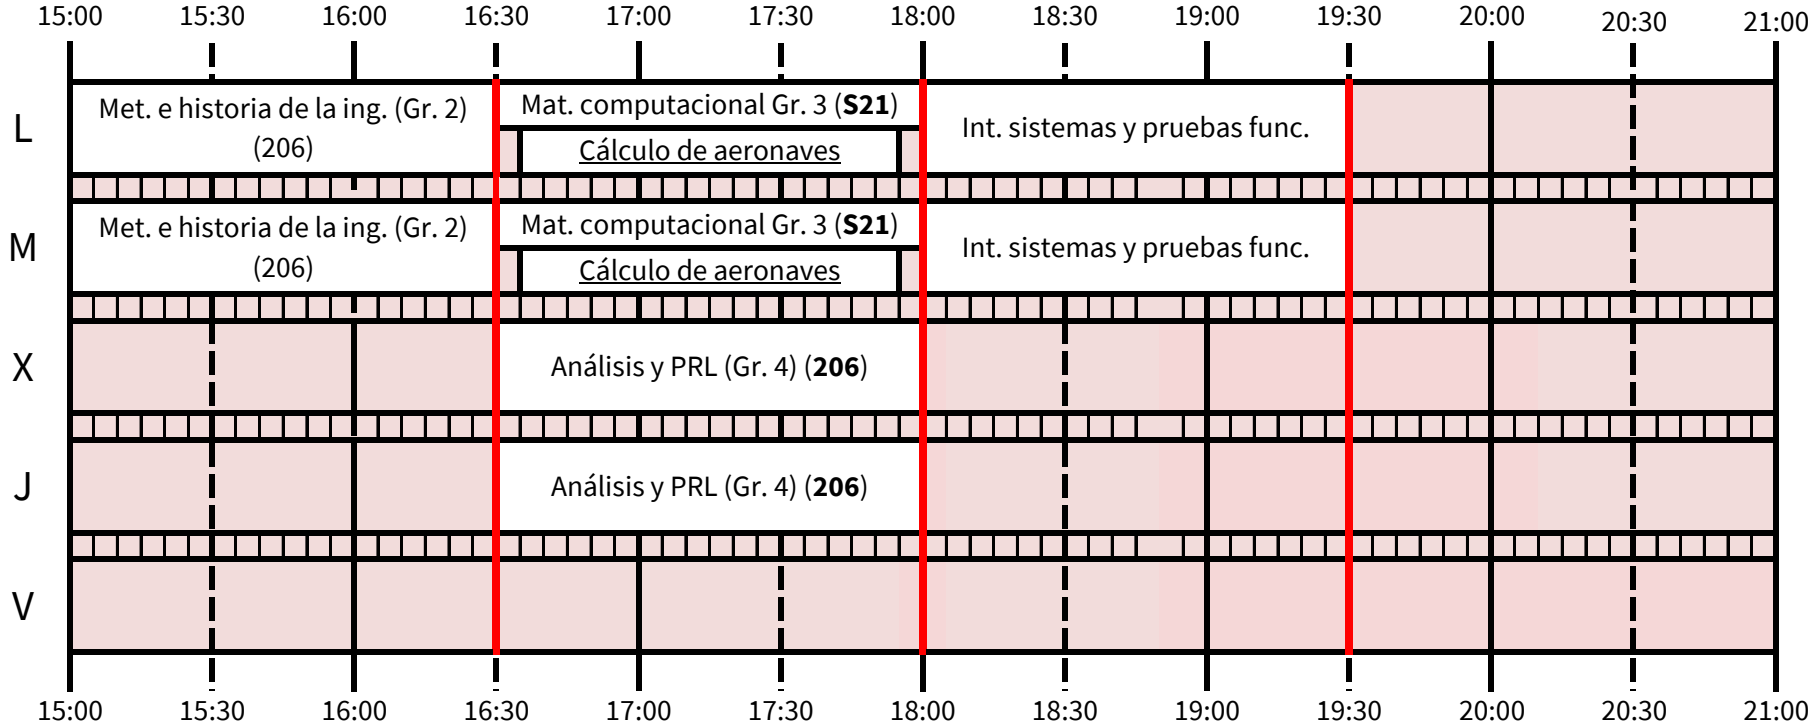 15:00 15:30 16:00 16:30 17:00 17:30 18:00 18:30 19:00 19:30 20:00 20:30 21:00
L
Met. e historia de la ing. (Gr. 2)
(206)
Mat. computacional Gr. 3 (S21)
Cálculo de aeronaves
Int. sistemas y pruebas func.
M
Met. e historia de la ing. (Gr. 2)
(206)
Mat. computacional Gr. 3 (S21)
Cálculo de aeronaves
Int. sistemas y pruebas func.
X
Análisis y PRL (Gr. 4) (206)
J
Análisis y PRL (Gr. 4) (206)
V
15:00 15:30 16:00 16:30 17:00 17:30 18:00 18:30 19:00 19:30 20:00 20:30 21:00